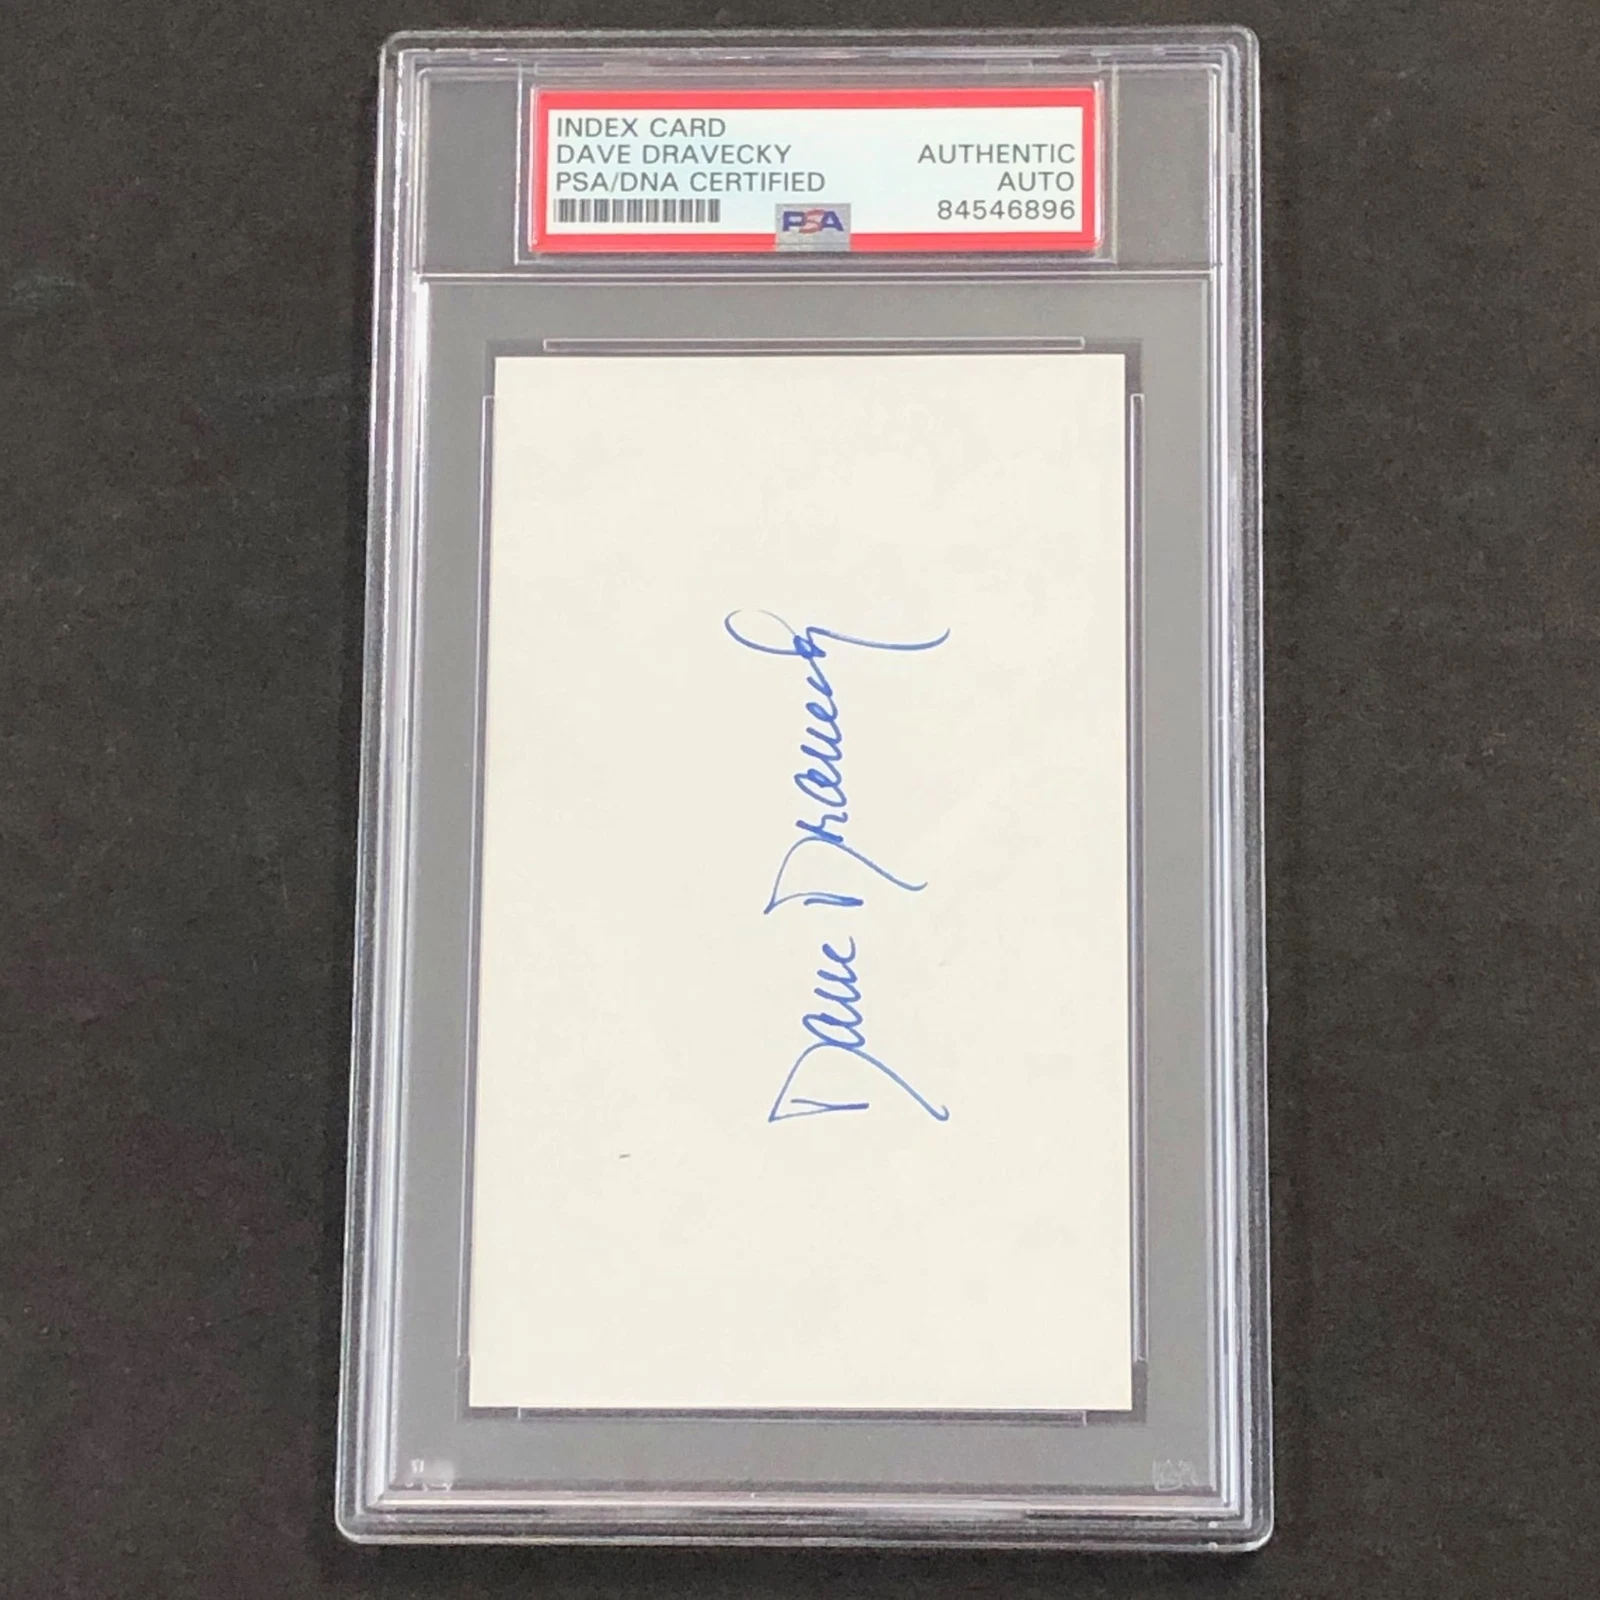 INDEX CARD
DAVE DRAVECKY
PSA/DNA CERTIFIED
AUTHENTIC
AUTO
84546896
PSA
Dave Dravecky